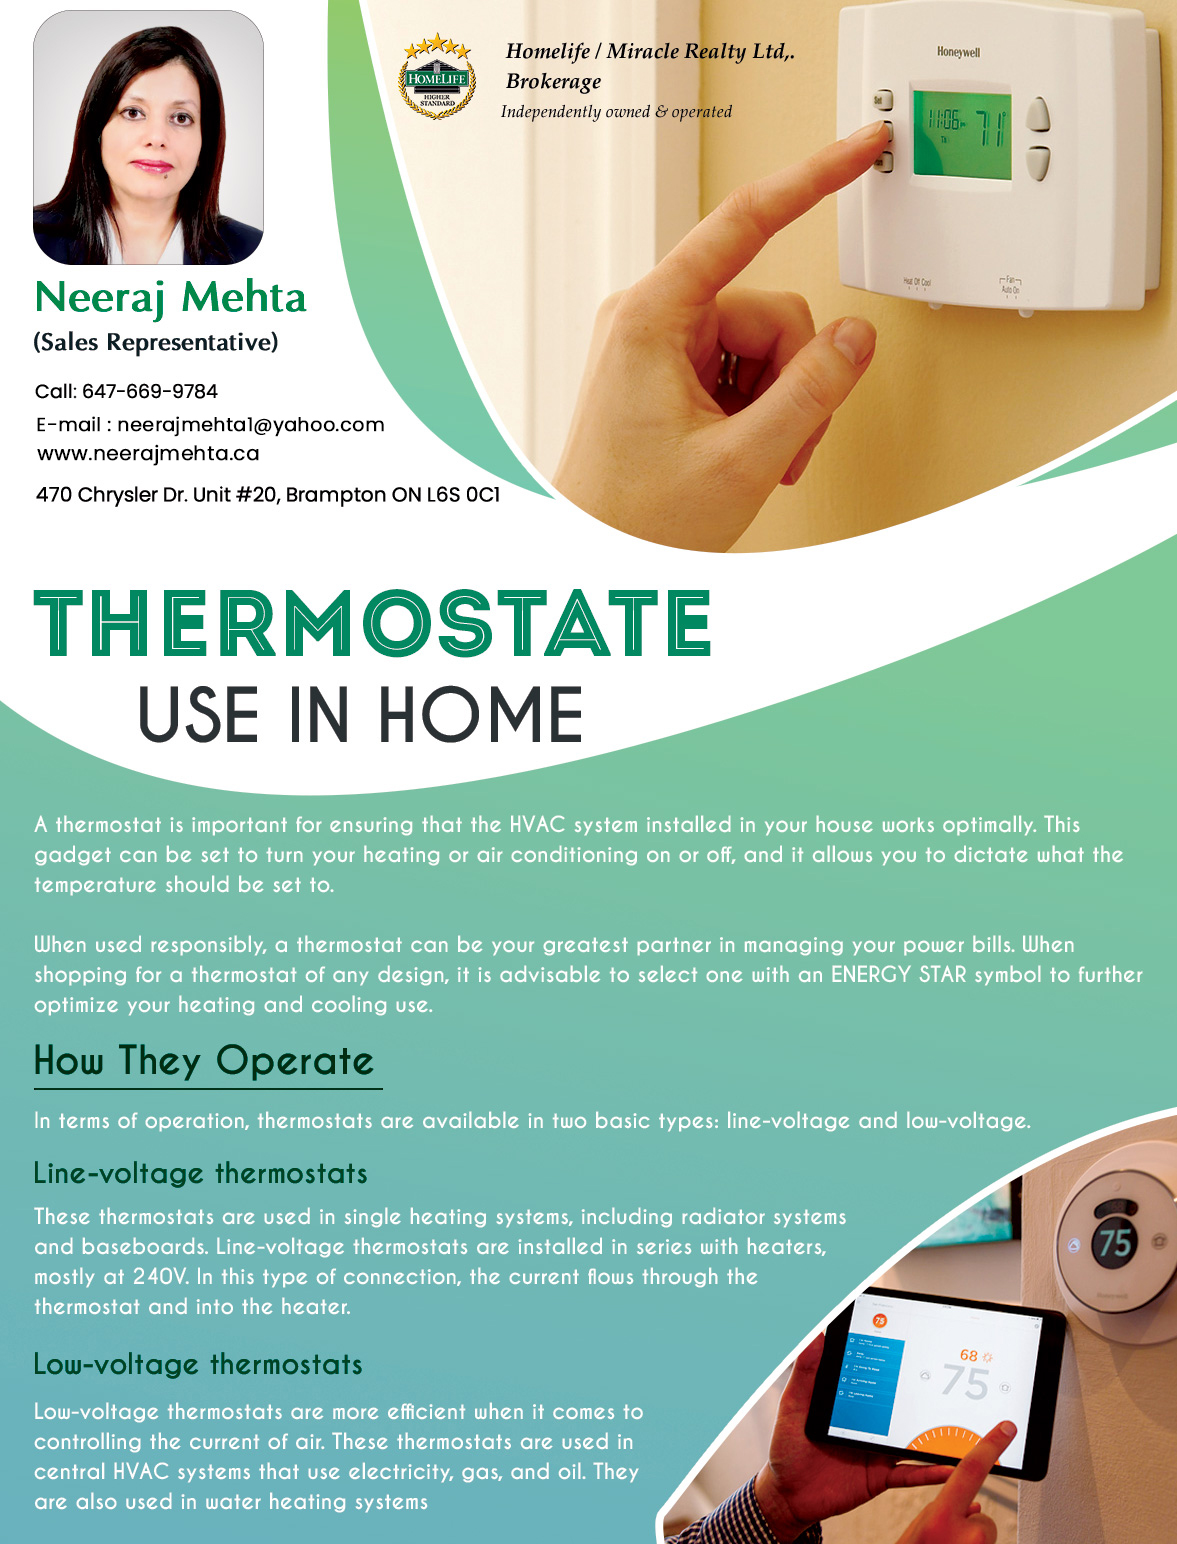 HOMELIFE
HIGHER
STANDARD
Homelife / Miracle Realty Ltd,.
Brokerage
Independently owned & operated
Honeywell
11:06
71°
Heat Off Cool
Fan
Auto On
Neeraj Mehta
(Sales Representative)
Call: 647-669-9784
E-mail : neerajmehta1@yahoo.com
www.neerajmehta.ca
470 Chrysler Dr. Unit #20, Brampton ON L6S 0C1
THERMOSTATE
USE IN HOME
A thermostat is important for ensuring that the HVAC system installed in your house works optimally. This
gadget can be set to turn your heating or air conditioning on or off, and it allows you to dictate what the
temperature should be set to.
When used responsibly, a thermostat can be your greatest partner in managing your power bills. When
shopping for a thermostat of any design, it is advisable to select one with an ENERGY STAR symbol to further
optimize your heating and cooling use.
How They Operate
In terms of operation, thermostats are available in two basic types: line-voltage and low-voltage.
Line-voltage thermostats
These thermostats are used in single heating systems, including radiator systems
and baseboards. Line-voltage thermostats are installed in series with heaters,
mostly at 240V. In this type of connection, the current flows through the
thermostat and into the heater.
Low-voltage thermostats
Low-voltage thermostats are more efficient when it comes to
controlling the current of air. These thermostats are used in
central HVAC systems that use electricity, gas, and oil. They
are also used in water heating systems
75
Honeywell
75
68
75